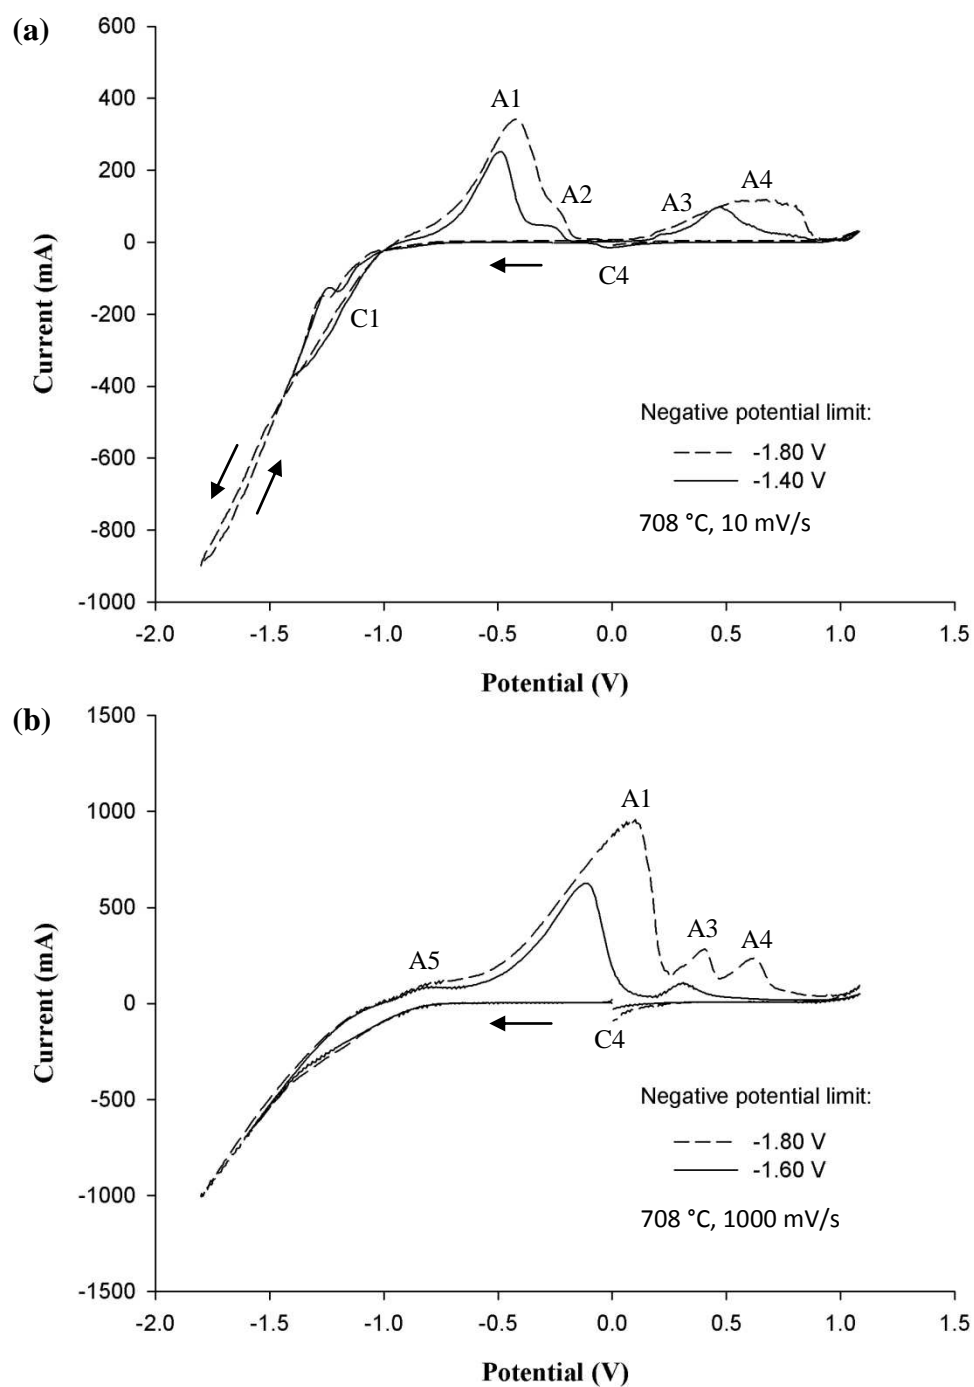 (a)
600
400
200
0
-200
-400
-600
-800
-1000
Current (mA)
A1
A2
A3
A4
C4
C1
Negative potential limit:
-1.80 V
-1.40 V
708 °C, 10 mV/s
-2.0 -1.5 -1.0 -0.5 0.0 0.5 1.0 1.5
Potential (V)
(b)
1500
1000
500
0
-500
-1000
-1500
Current (mA)
A1
A3
A4
A5
C4
Negative potential limit:
-1.80 V
-1.60 V
708 °C, 1000 mV/s
-2.0 -1.5 -1.0 -0.5 0.0 0.5 1.0 1.5
Potential (V)